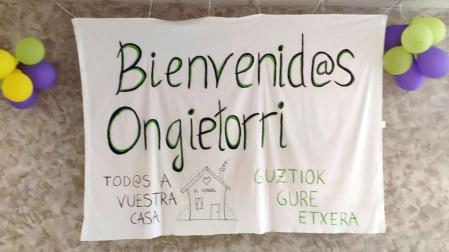 Bienvenid@s
Ongietorri
TOD@S A
VUESTRA
CASA
GUZTIOK
GURE
ETXERA